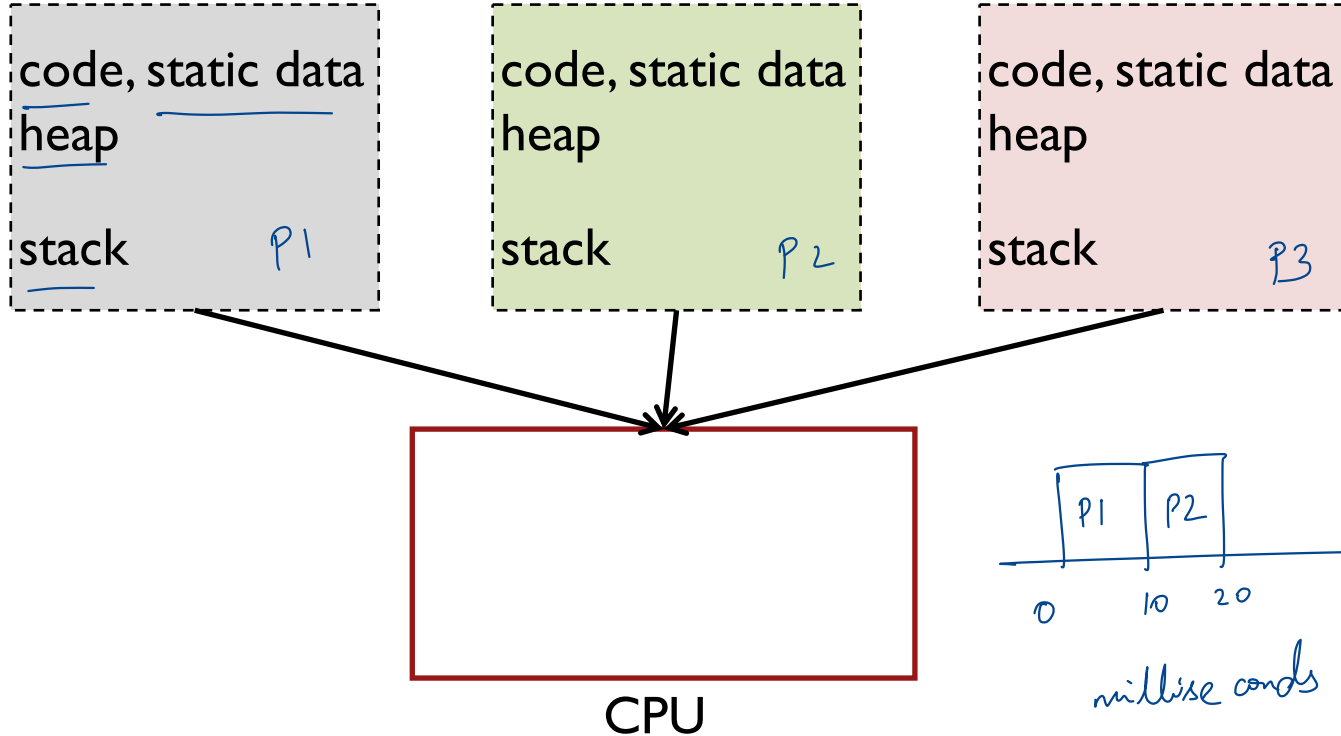 code, static data
heap
stack P1
code, static data
heap
stack P2
code, static data
heap
stack P3
P1 P2
0 10 20
milliseconds
CPU